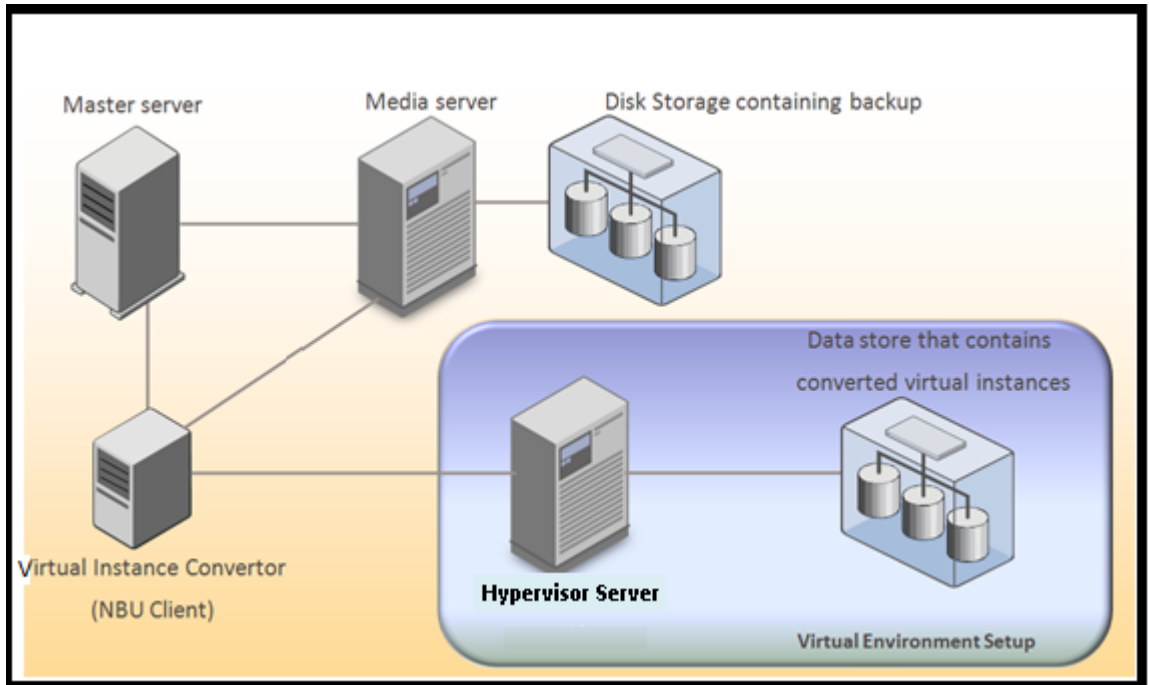 Master server
Media server
Disk Storage containing backup
Data store that contains
converted virtual instances
Virtual Instance Convertor
(NBU Client)
Hypervisor Server
Virtual Environment Setup